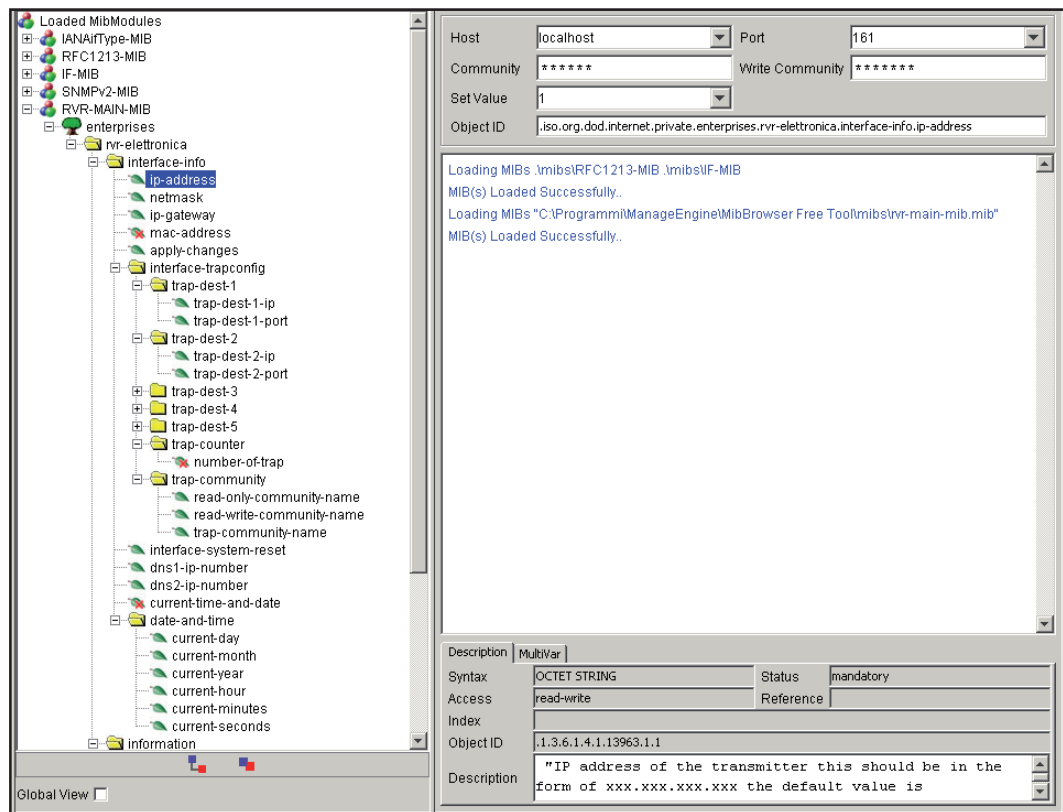 Loaded MibModules
IANAifType-MIB
RFC1213-MIB
IF-MIB
SNMPv2-MIB
RVR-MAIN-MIB
enterprises
rvr-elettronica
interface-info
ip-address
netmask
ip-gateway
mac-address
apply-changes
interface-trapconfig
trap-dest-1
trap-dest-1-ip
trap-dest-1-port
trap-dest-2
trap-dest-2-ip
trap-dest-2-port
trap-dest-3
trap-dest-4
trap-dest-5
trap-counter
number-of-trap
trap-community
read-only-community-name
read-write-community-name
trap-community-name
interface-system-reset
dns1-ip-number
dns2-ip-number
current-time-and-date
date-and-time
current-day
current-month
current-year
current-hour
current-minutes
current-seconds
information
Global View
Host localhost Port 161
Community ****** Write Community *******
Set Value 1
Object ID .iso.org.dod.internet.private.enterprises.rvr-elettronica.interface-info.ip-address
Loading MIBs .\mibs\RFC1213-MIB .\mibs\IF-MIB
MIB(s) Loaded Successfully..
Loading MIBs "C:\Programmi\ManageEngine\MibBrowser Free Tool\mibs\rvr-main-mib.mib"
MIB(s) Loaded Successfully..
Description MultiVar
Syntax OCTET STRING Status mandatory
Access read-write Reference
Index
Object ID .1.3.6.1.4.1.13963.1.1
Description "IP address of the transmitter this should be in the
form of xxx.xxx.xxx.xxx the default value is